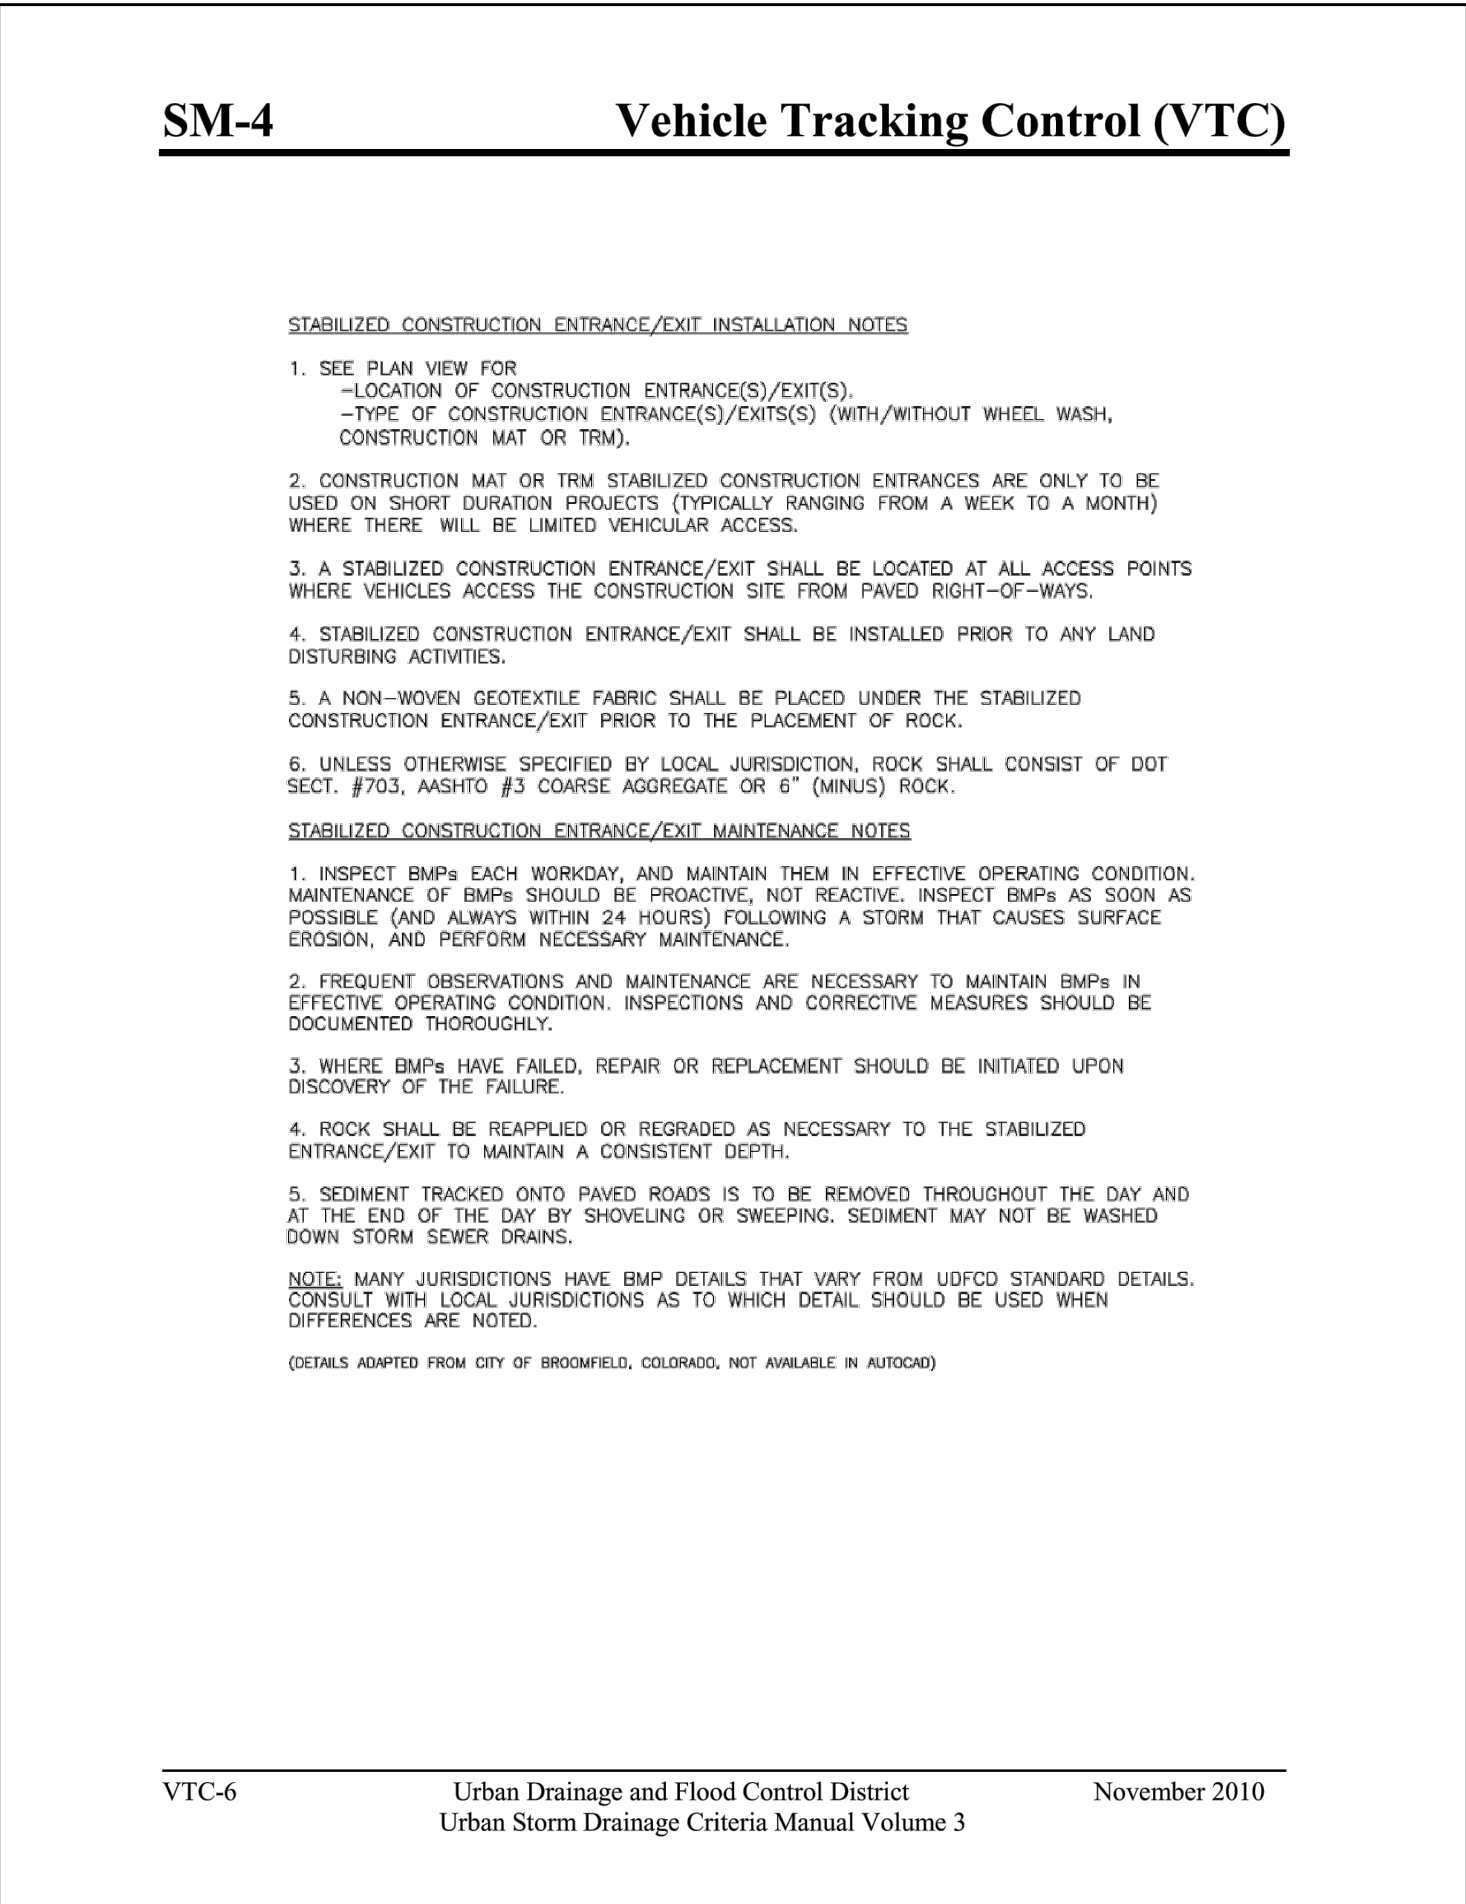 SM-4 Vehicle Tracking Control (VTC)
STABILIZED CONSTRUCTION ENTRANCE/EXIT INSTALLATION NOTES
1. SEE PLAN VIEW FOR
-LOCATION OF CONSTRUCTION ENTRANCE(S)/EXIT(S).
-TYPE OF CONSTRUCTION ENTRANCE(S)/EXITS(S) (WITH/WITHOUT WHEEL WASH,
CONSTRUCTION MAT OR TRM).
2. CONSTRUCTION MAT OR TRM STABILIZED CONSTRUCTION ENTRANCES ARE ONLY TO BE
USED ON SHORT DURATION PROJECTS (TYPICALLY RANGING FROM A WEEK TO A MONTH)
WHERE THERE WILL BE LIMITED VEHICULAR ACCESS.
3. A STABILIZED CONSTRUCTION ENTRANCE/EXIT SHALL BE LOCATED AT ALL ACCESS POINTS
WHERE VEHICLES ACCESS THE CONSTRUCTION SITE FROM PAVED RIGHT-OF-WAYS.
4. STABILIZED CONSTRUCTION ENTRANCE/EXIT SHALL BE INSTALLED PRIOR TO ANY LAND
DISTURBING ACTIVITIES.
5. A NON-WOVEN GEOTEXTILE FABRIC SHALL BE PLACED UNDER THE STABILIZED
CONSTRUCTION ENTRANCE/EXIT PRIOR TO THE PLACEMENT OF ROCK.
6. UNLESS OTHERWISE SPECIFIED BY LOCAL JURISDICTION, ROCK SHALL CONSIST OF DOT
SECT. #703, AASHTO #3 COARSE AGGREGATE OR 6" (MINUS) ROCK.
STABILIZED CONSTRUCTION ENTRANCE/EXIT MAINTENANCE NOTES
1. INSPECT BMPs EACH WORKDAY, AND MAINTAIN THEM IN EFFECTIVE OPERATING CONDITION.
MAINTENANCE OF BMPs SHOULD BE PROACTIVE, NOT REACTIVE. INSPECT BMPs AS SOON AS
POSSIBLE (AND ALWAYS WITHIN 24 HOURS) FOLLOWING A STORM THAT CAUSES SURFACE
EROSION, AND PERFORM NECESSARY MAINTENANCE.
2. FREQUENT OBSERVATIONS AND MAINTENANCE ARE NECESSARY TO MAINTAIN BMPs IN
EFFECTIVE OPERATING CONDITION. INSPECTIONS AND CORRECTIVE MEASURES SHOULD BE
DOCUMENTED THOROUGHLY.
3. WHERE BMPs HAVE FAILED, REPAIR OR REPLACEMENT SHOULD BE INITIATED UPON
DISCOVERY OF THE FAILURE.
4. ROCK SHALL BE REAPPLIED OR REGRADED AS NECESSARY TO THE STABILIZED
ENTRANCE/EXIT TO MAINTAIN A CONSISTENT DEPTH.
5. SEDIMENT TRACKED ONTO PAVED ROADS IS TO BE REMOVED THROUGHOUT THE DAY AND
AT THE END OF THE DAY BY SHOVELING OR SWEEPING. SEDIMENT MAY NOT BE WASHED
DOWN STORM SEWER DRAINS.
NOTE: MANY JURISDICTIONS HAVE BMP DETAILS THAT VARY FROM UDFCD STANDARD DETAILS.
CONSULT WITH LOCAL JURISDICTIONS AS TO WHICH DETAIL SHOULD BE USED WHEN
DIFFERENCES ARE NOTED.
(DETAILS ADAPTED FROM CITY OF BROOMFIELD, COLORADO, NOT AVAILABLE IN AUTOCAD)
VTC-6 Urban Drainage and Flood Control District November 2010
Urban Storm Drainage Criteria Manual Volume 3